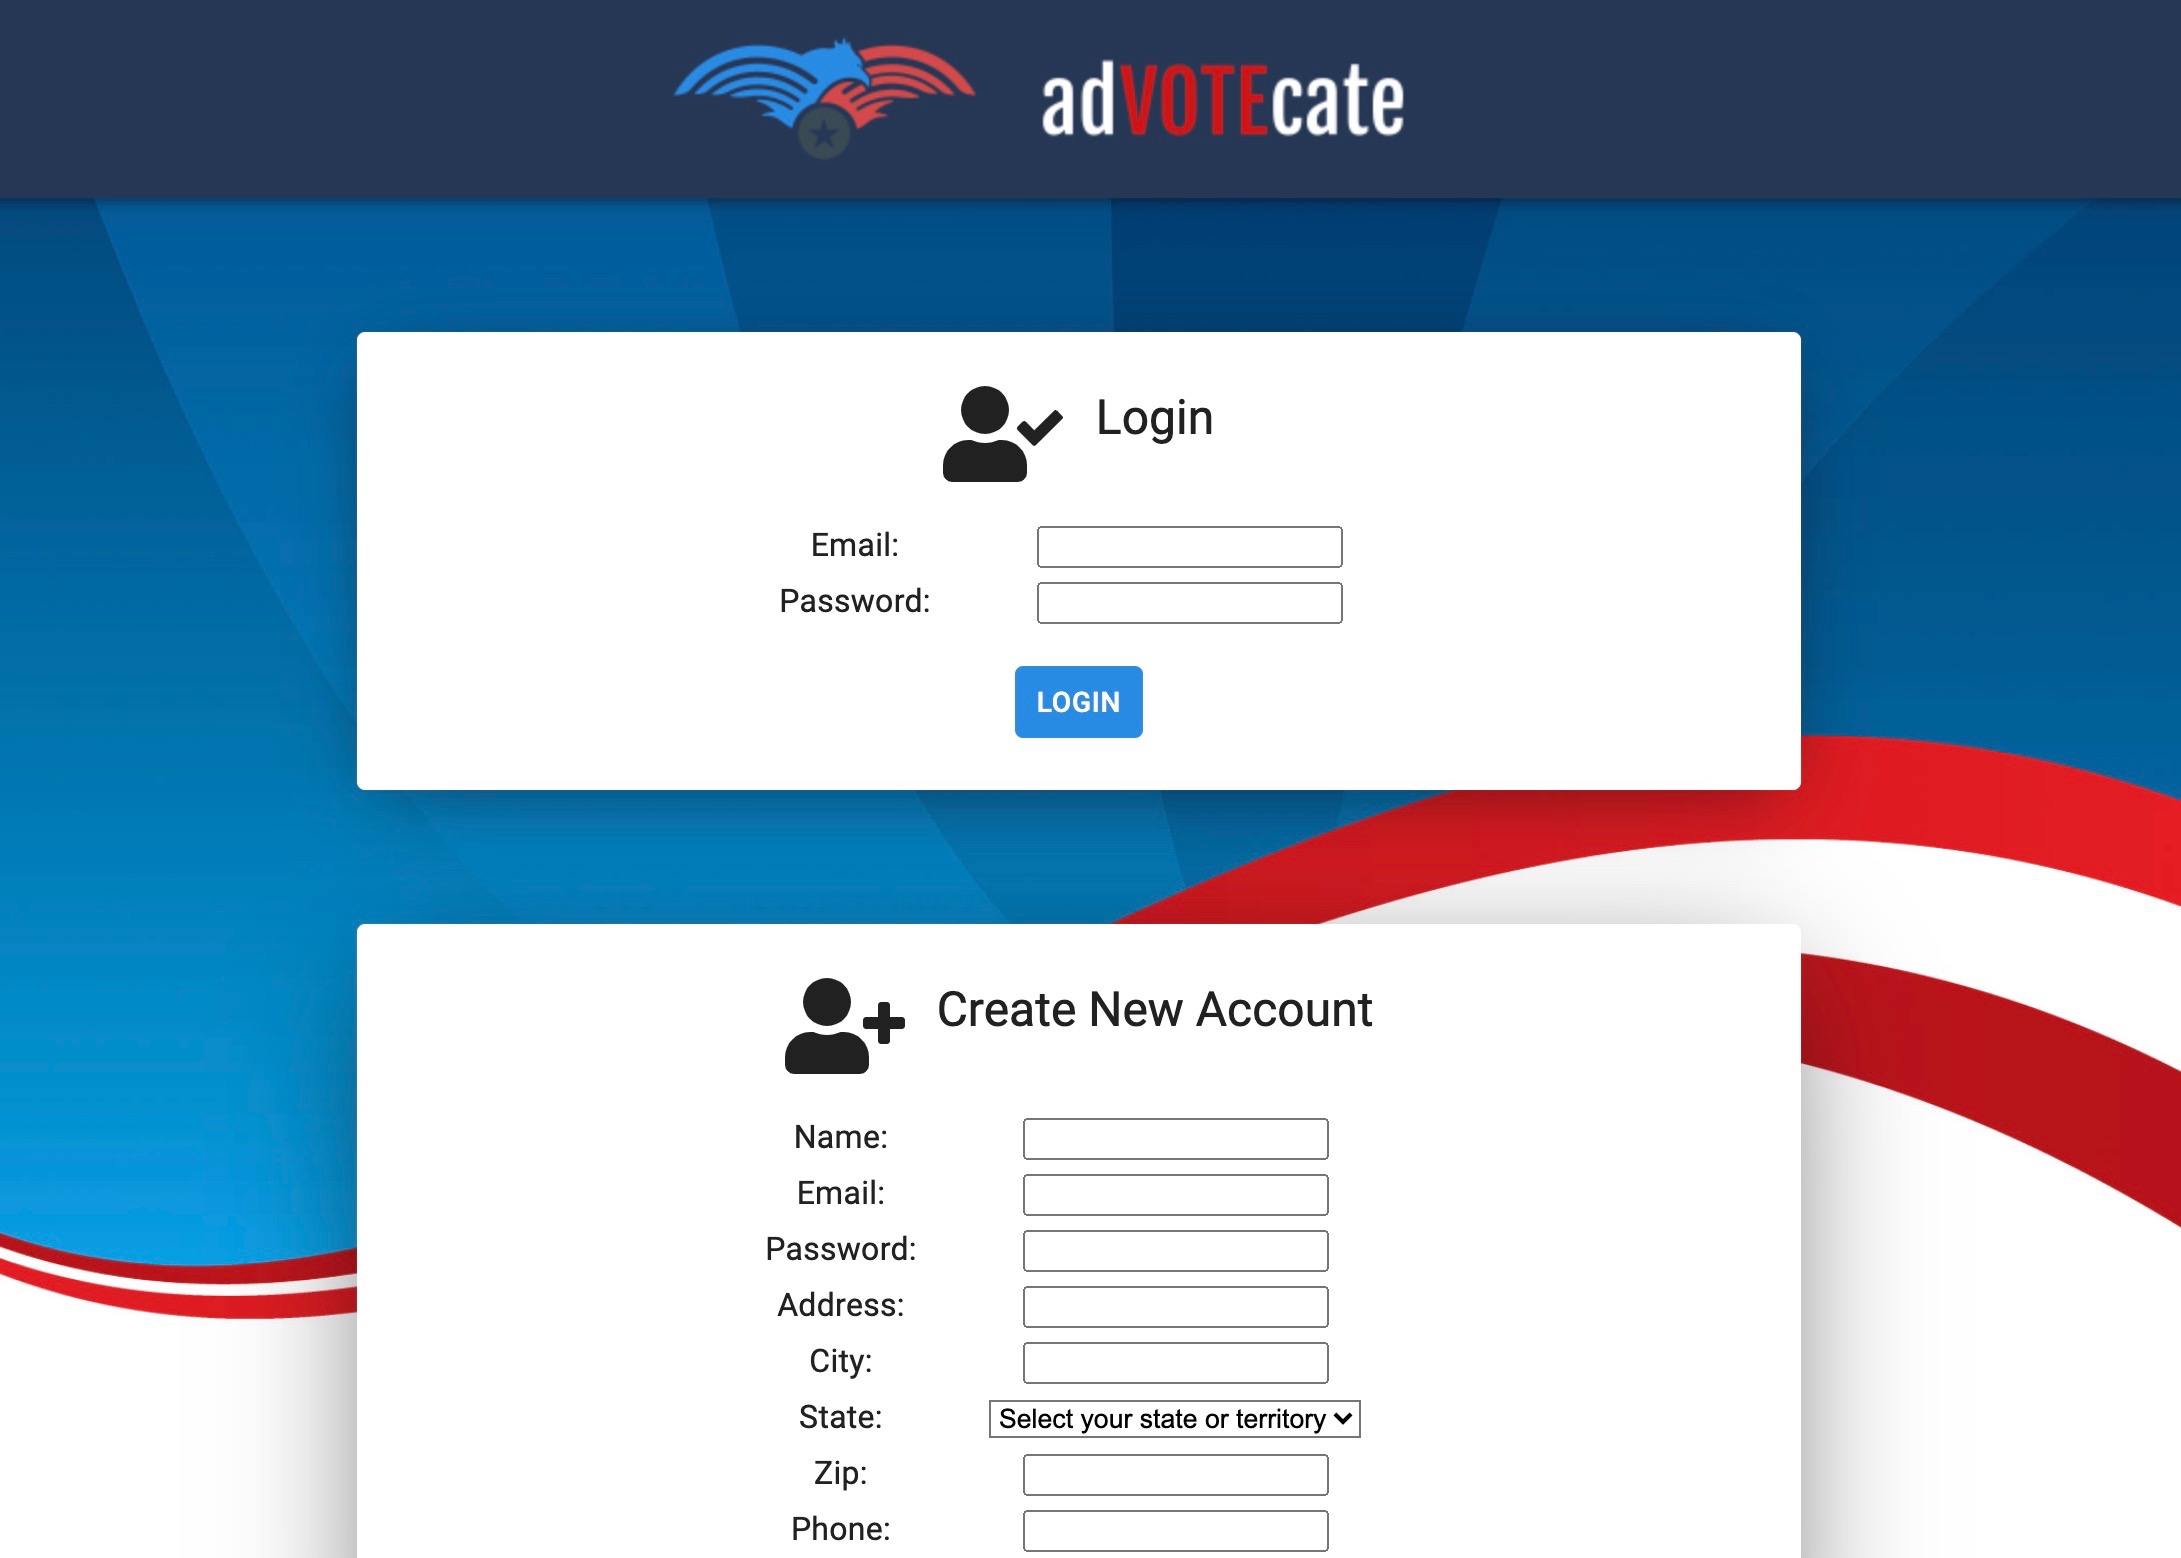 adVOTEcate
Login
Email:
Password:
LOGIN
Create New Account
Name:
Email:
Password:
Address:
City:
State: Select your state or territory
Zip:
Phone: